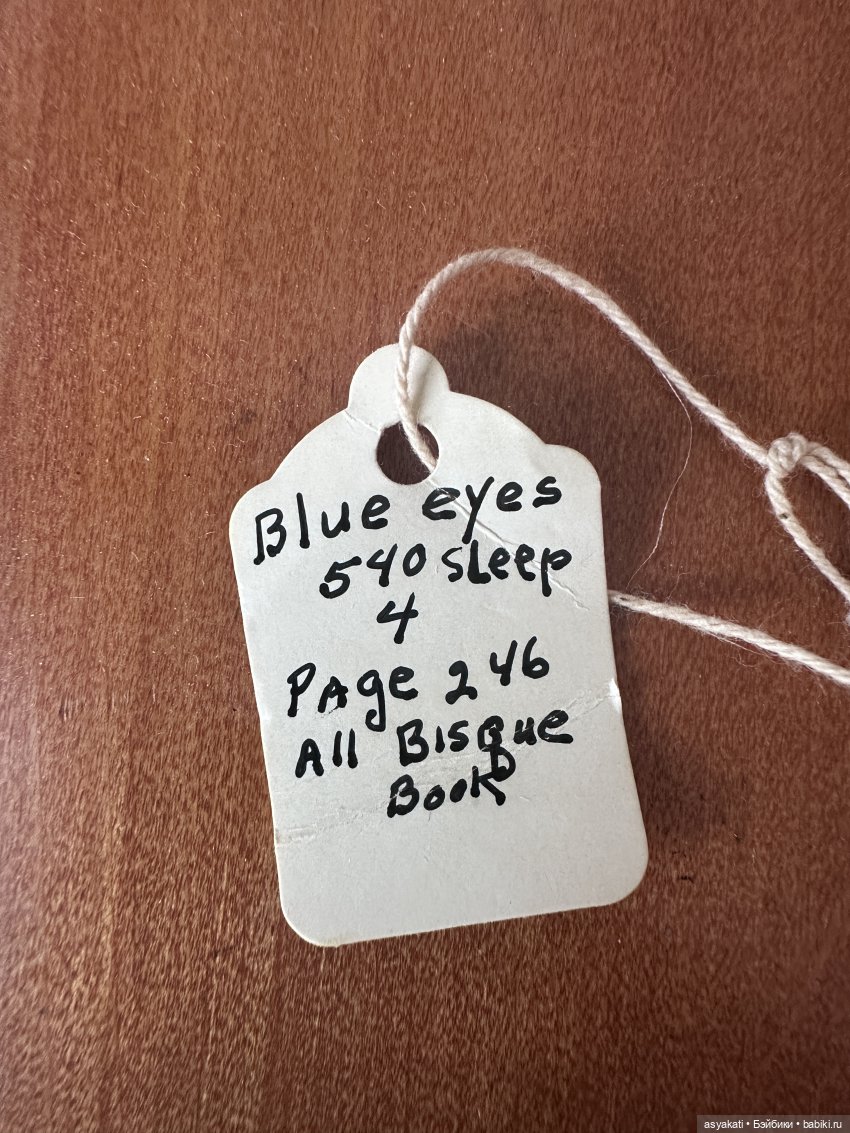 Blue eyes
540 sleep
4
Page 246
All Bisque
Book
asyakati • Бэйбики • babiki.ru